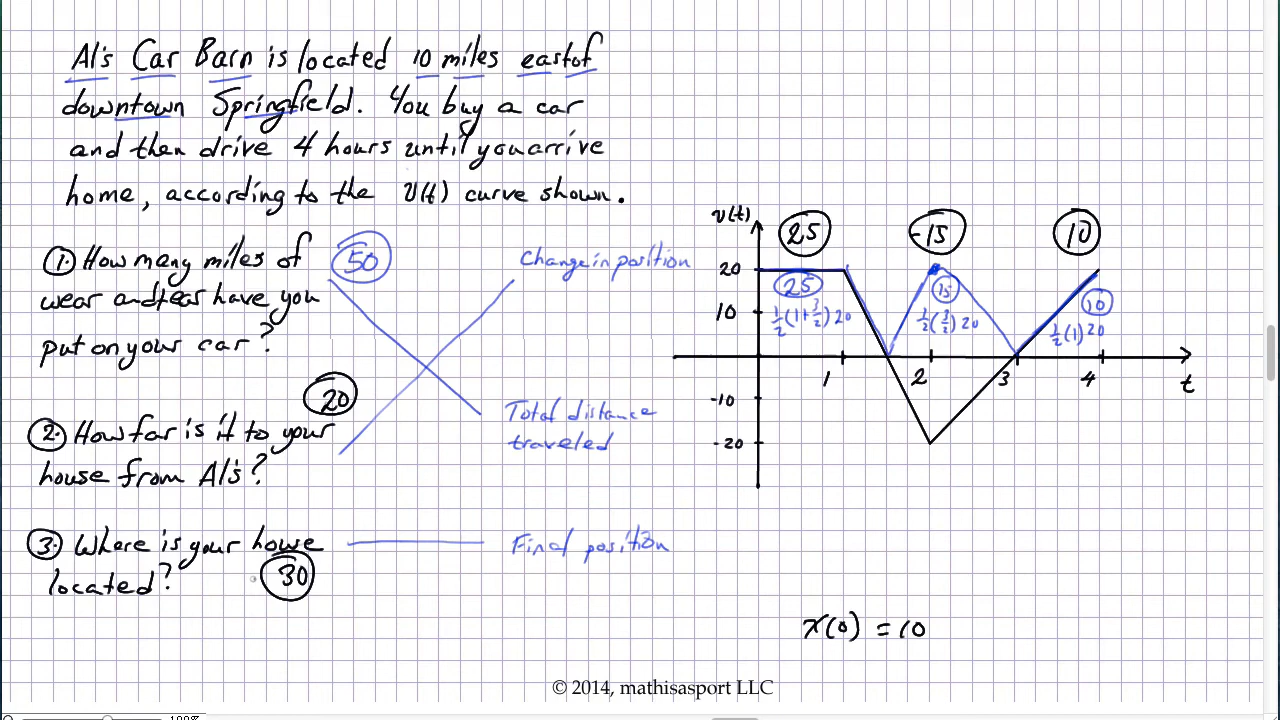 Al's Car Barn is located 10 miles east of
downtown Springfield. You buy a car
and then drive 4 hours until you arrive
home, according to the v(t) curve shown.
1. How many miles of
wear and tear have you
put on your car?
50
2. How far is it to your
house from Al's?
20
3. Where is your house
located?
30
Change in position
Total distance
traveled
Final position
v(t)
25
-15
10
20
10
-10
-20
25
½(1+3/2)20
15
½(3/2)20
10
½(1)20
1
2
3
4
t
x(0) = 10
© 2014, mathisasport LLC